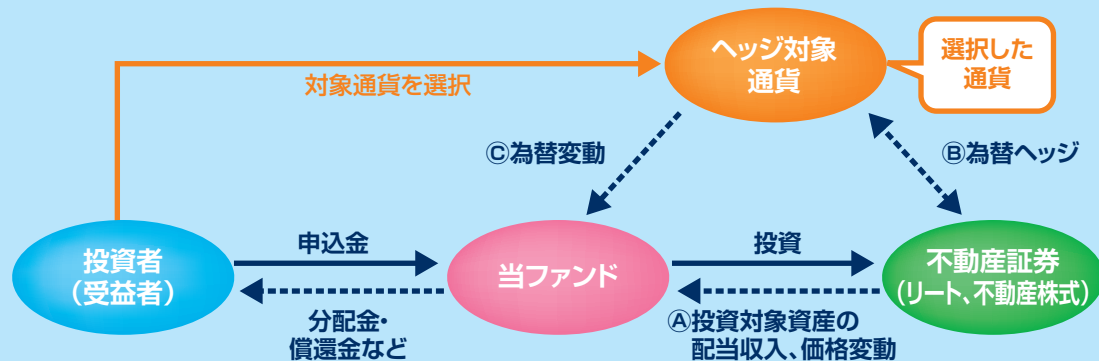 ヘッジ対象
通貨
選択した
通貨
対象通貨を選択
Ⓒ為替変動
Ⓑ為替ヘッジ
投資者
(受益者)
申込金
当ファンド
投資
不動産証券
(リート、不動産株式)
分配金・
償還金など
Ⓐ投資対象資産の
配当収入、価格変動